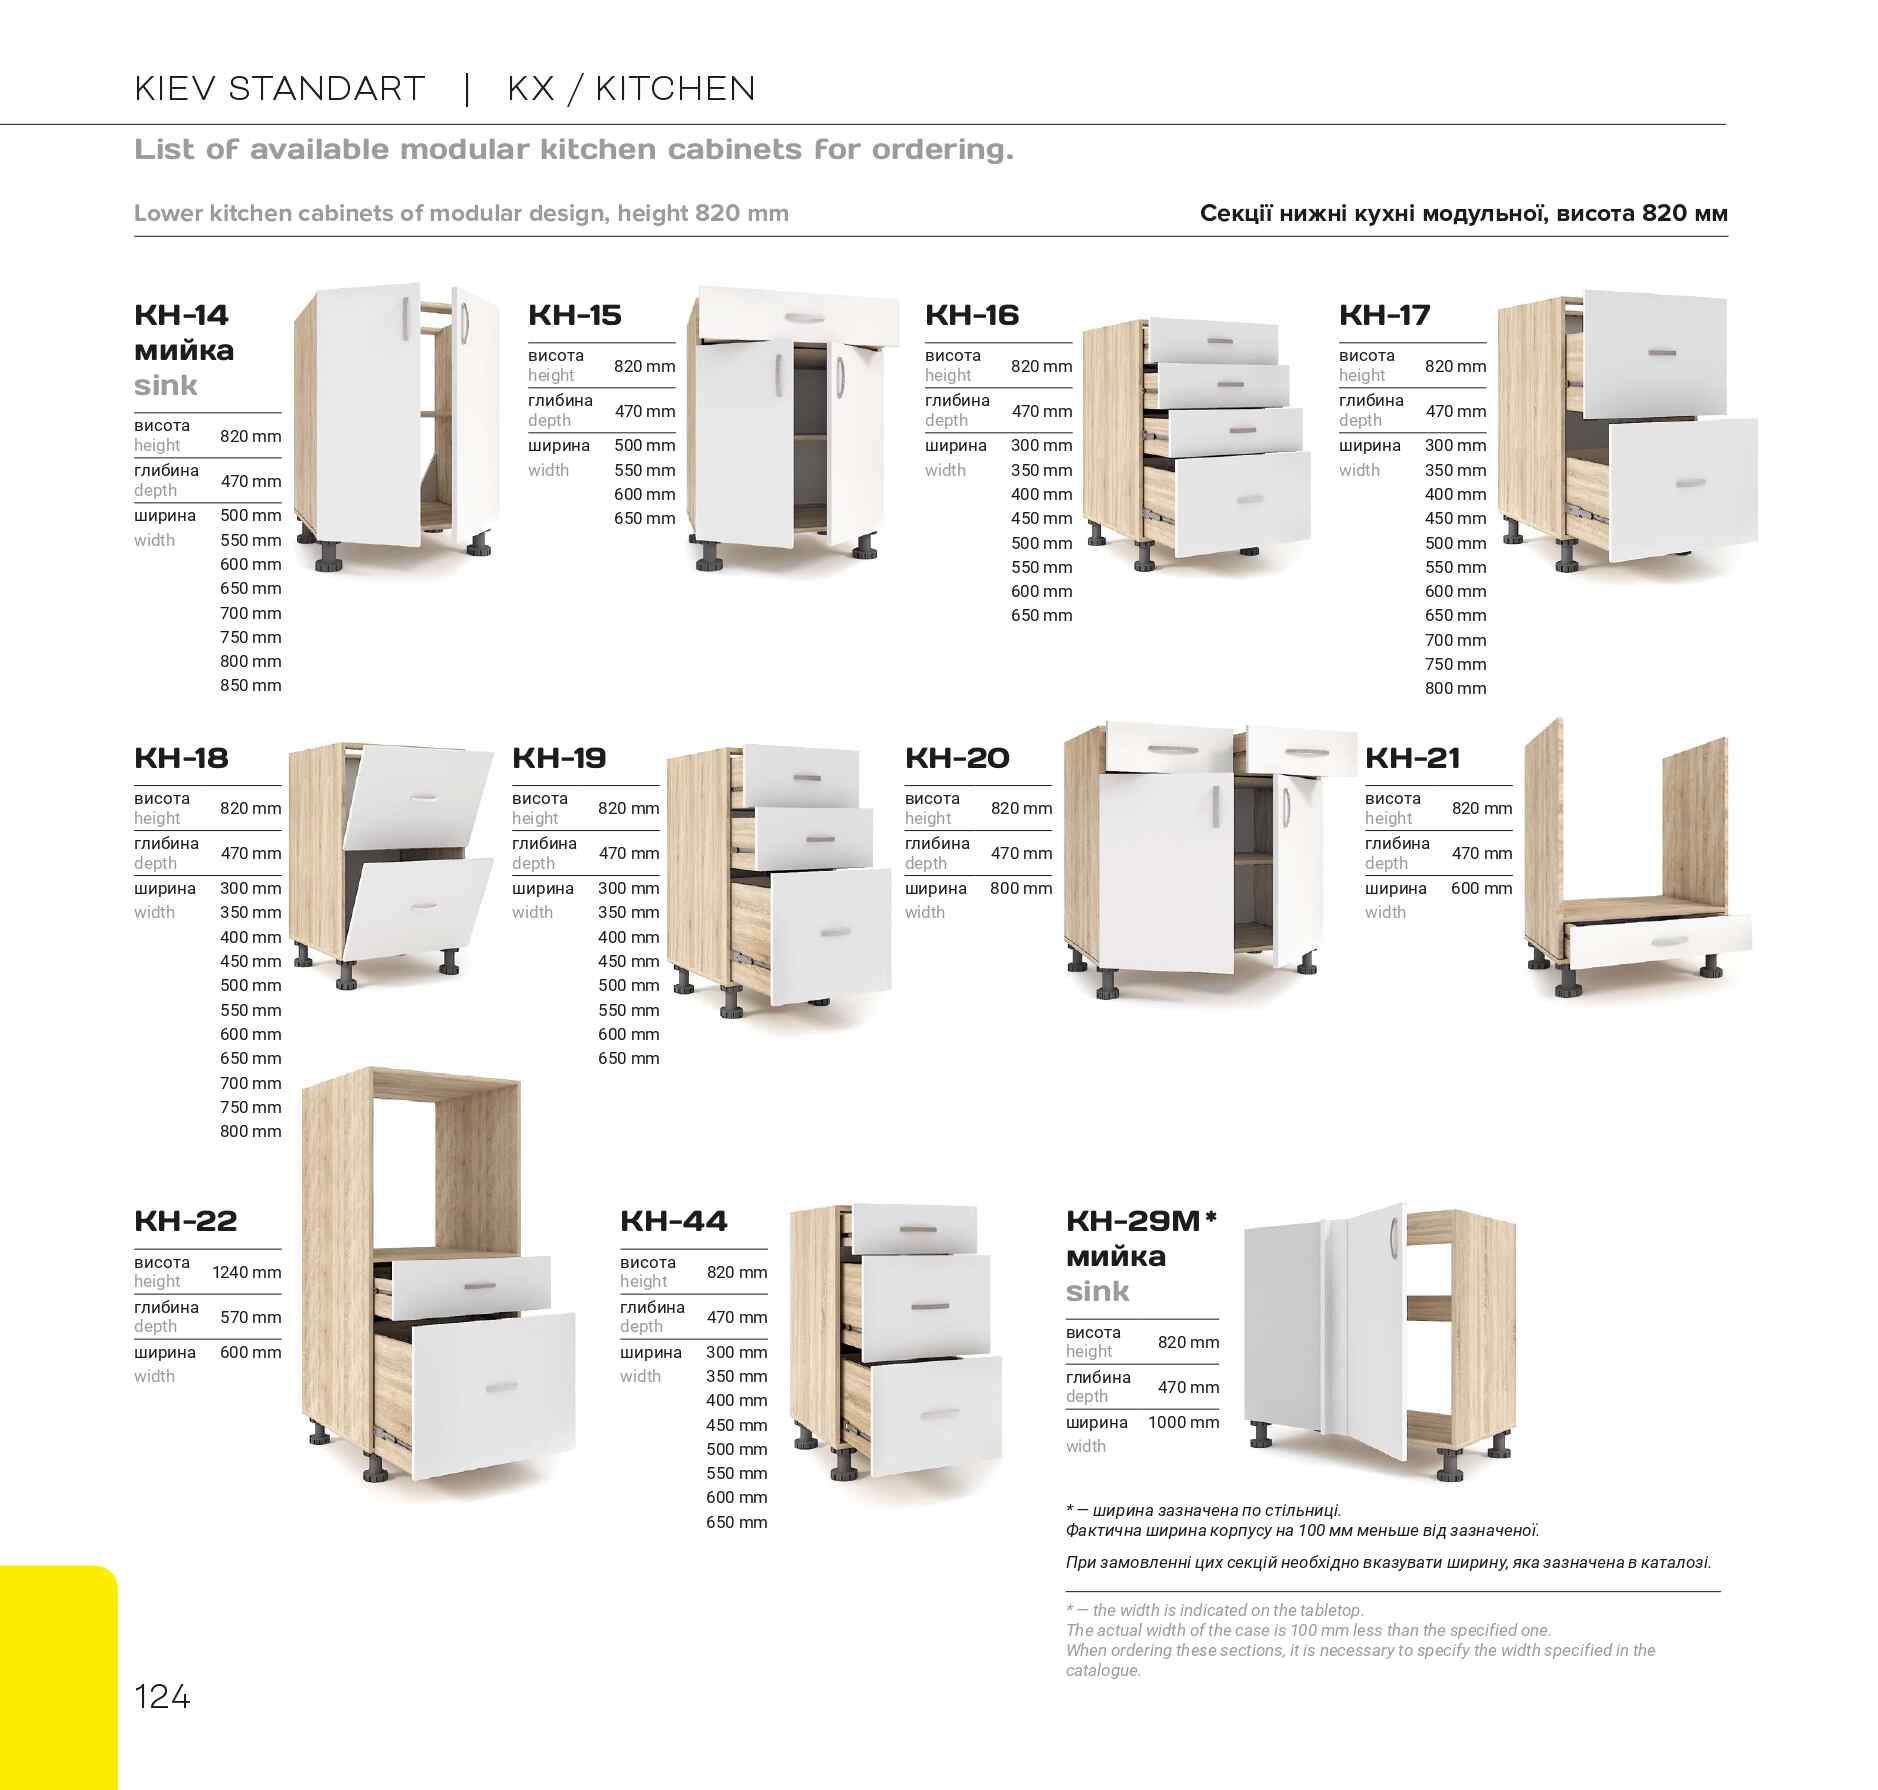 KIEV STANDART | KX / KITCHEN
List of available modular kitchen cabinets for ordering.
Lower kitchen cabinets of modular design, height 820 mm
Секції нижні кухні модульної, висота 820 мм
КН-14
мийка
sink
висота
height
820 mm
глибина
depth
470 mm
ширина
width
500 mm
550 mm
600 mm
650 mm
700 mm
750 mm
800 mm
850 mm
КН-15
висота
height
820 mm
глибина
depth
470 mm
ширина
width
500 mm
550 mm
600 mm
650 mm
КН-16
висота
height
820 mm
глибина
depth
470 mm
ширина
width
300 mm
350 mm
400 mm
450 mm
500 mm
550 mm
600 mm
650 mm
КН-17
висота
height
820 mm
глибина
depth
470 mm
ширина
width
300 mm
350 mm
400 mm
450 mm
500 mm
550 mm
600 mm
650 mm
700 mm
750 mm
800 mm
КН-18
висота
height
820 mm
глибина
depth
470 mm
ширина
width
300 mm
350 mm
400 mm
450 mm
500 mm
550 mm
600 mm
650 mm
700 mm
750 mm
800 mm
КН-19
висота
height
820 mm
глибина
depth
470 mm
ширина
width
300 mm
350 mm
400 mm
450 mm
500 mm
550 mm
600 mm
650 mm
КН-20
висота
height
820 mm
глибина
depth
470 mm
ширина
width
800 mm
КН-21
висота
height
820 mm
глибина
depth
470 mm
ширина
width
600 mm
КН-22
висота
height
1240 mm
глибина
depth
570 mm
ширина
width
600 mm
КН-44
висота
height
820 mm
глибина
depth
470 mm
ширина
width
300 mm
350 mm
400 mm
450 mm
500 mm
550 mm
600 mm
650 mm
КН-29М*
мийка
sink
висота
height
820 mm
глибина
depth
470 mm
ширина
width
1000 mm
* — ширина зазначена по стільниці.
Фактична ширина корпусу на 100 мм меньше від зазначеної.
При замовленні цих секцій необхідно вказувати ширину, яка зазначена в каталозі.
* — the width is indicated on the tabletop.
The actual width of the case is 100 mm less than the specified one.
When ordering these sections, it is necessary to specify the width specified in the
catalogue.
124